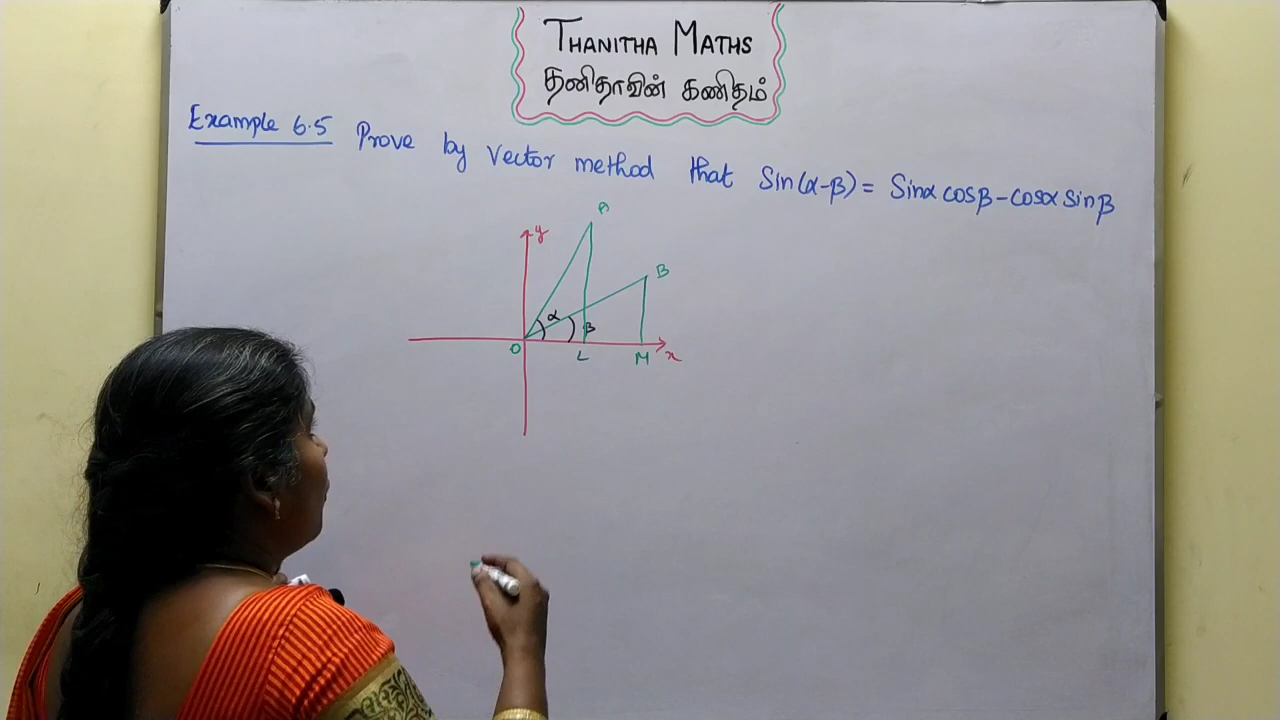 THANITHA MATHS
தனிதாவின் கணிதம்
Example 6.5 Prove by Vector method that Sin(α-β) = Sinα cosβ - cosα sinβ
A
y
B
α
β
O
L
M
x